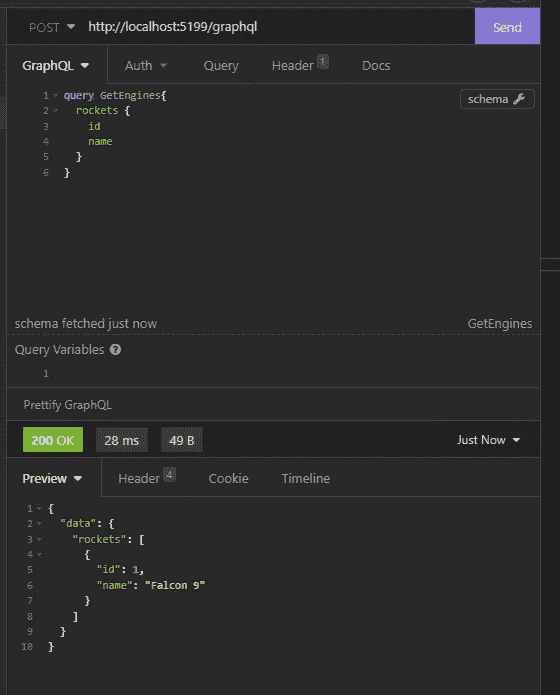 POST http://localhost:5199/graphql Send
GraphQL Auth Query Header 1 Docs
1 query GetEngines{ schema
2 rockets {
3 id
4 name
5 }
6 }
schema fetched just now GetEngines
Query Variables ?
1
Prettify GraphQL
200 OK 28 ms 49 B Just Now
Preview Header 4 Cookie Timeline
1 {
2 "data": {
3 "rockets": [
4 {
5 "id": 1,
6 "name": "Falcon 9"
7 }
8 ]
9 }
10 }